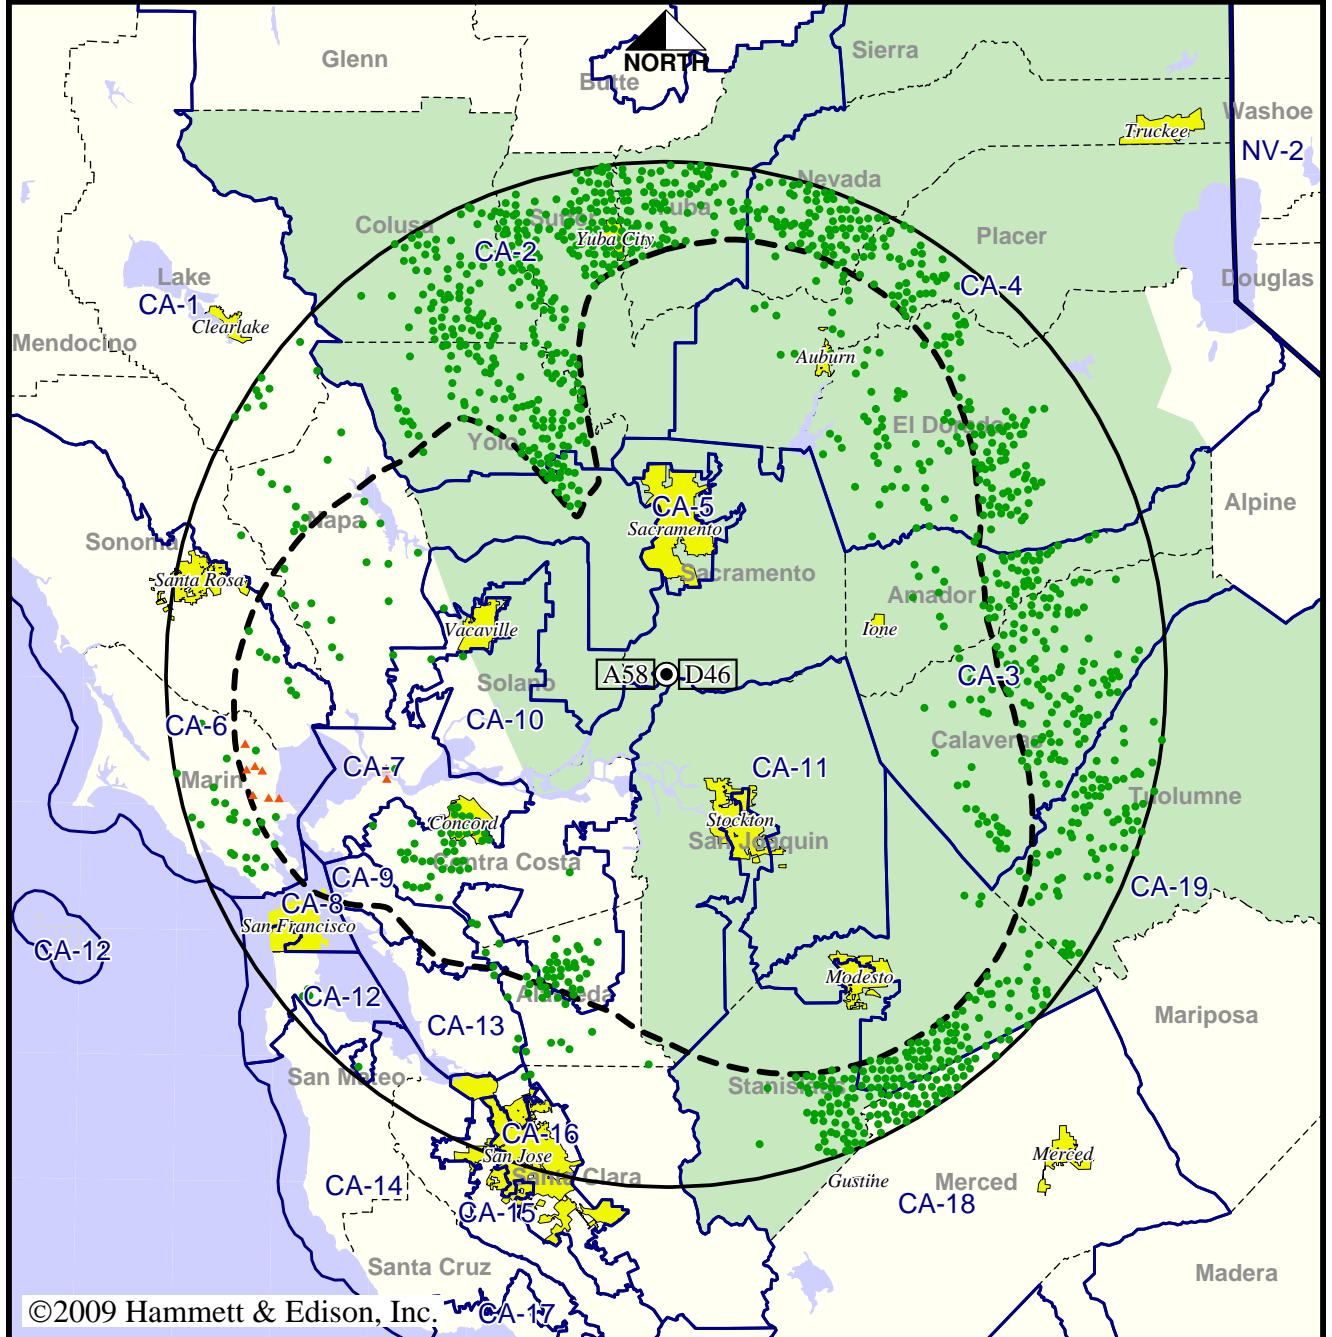 Glenn
NORTH
Butte
Sierra
Washoe
Truckee
NV-2
Nevada
Colusa
Sutter
Yuba
Yuba City
CA-2
Placer
Lake
CA-1
Clearlake
CA-4
Douglas
Mendocino
Auburn
El Dorado
Yolo
Napa
CA-5
Sacramento
Alpine
Sonoma
Santa Rosa
Sacramento
Amador
Vacaville
Ione
A58
D46
Solano
CA-3
CA-10
CA-6
Calaveras
CA-7
CA-11
Marin
Tuolumne
Concord
Stockton
San Joaquin
Contra Costa
CA-9
CA-19
CA-8
San Francisco
CA-12
Modesto
CA-12
Alameda
CA-13
Mariposa
San Mateo
Stanislaus
CA-16
San Jose
Merced
Santa Clara
Gustine
Merced
CA-14
CA-18
CA-15
Santa Cruz
Madera
©2009 Hammett & Edison, Inc.
CA-17